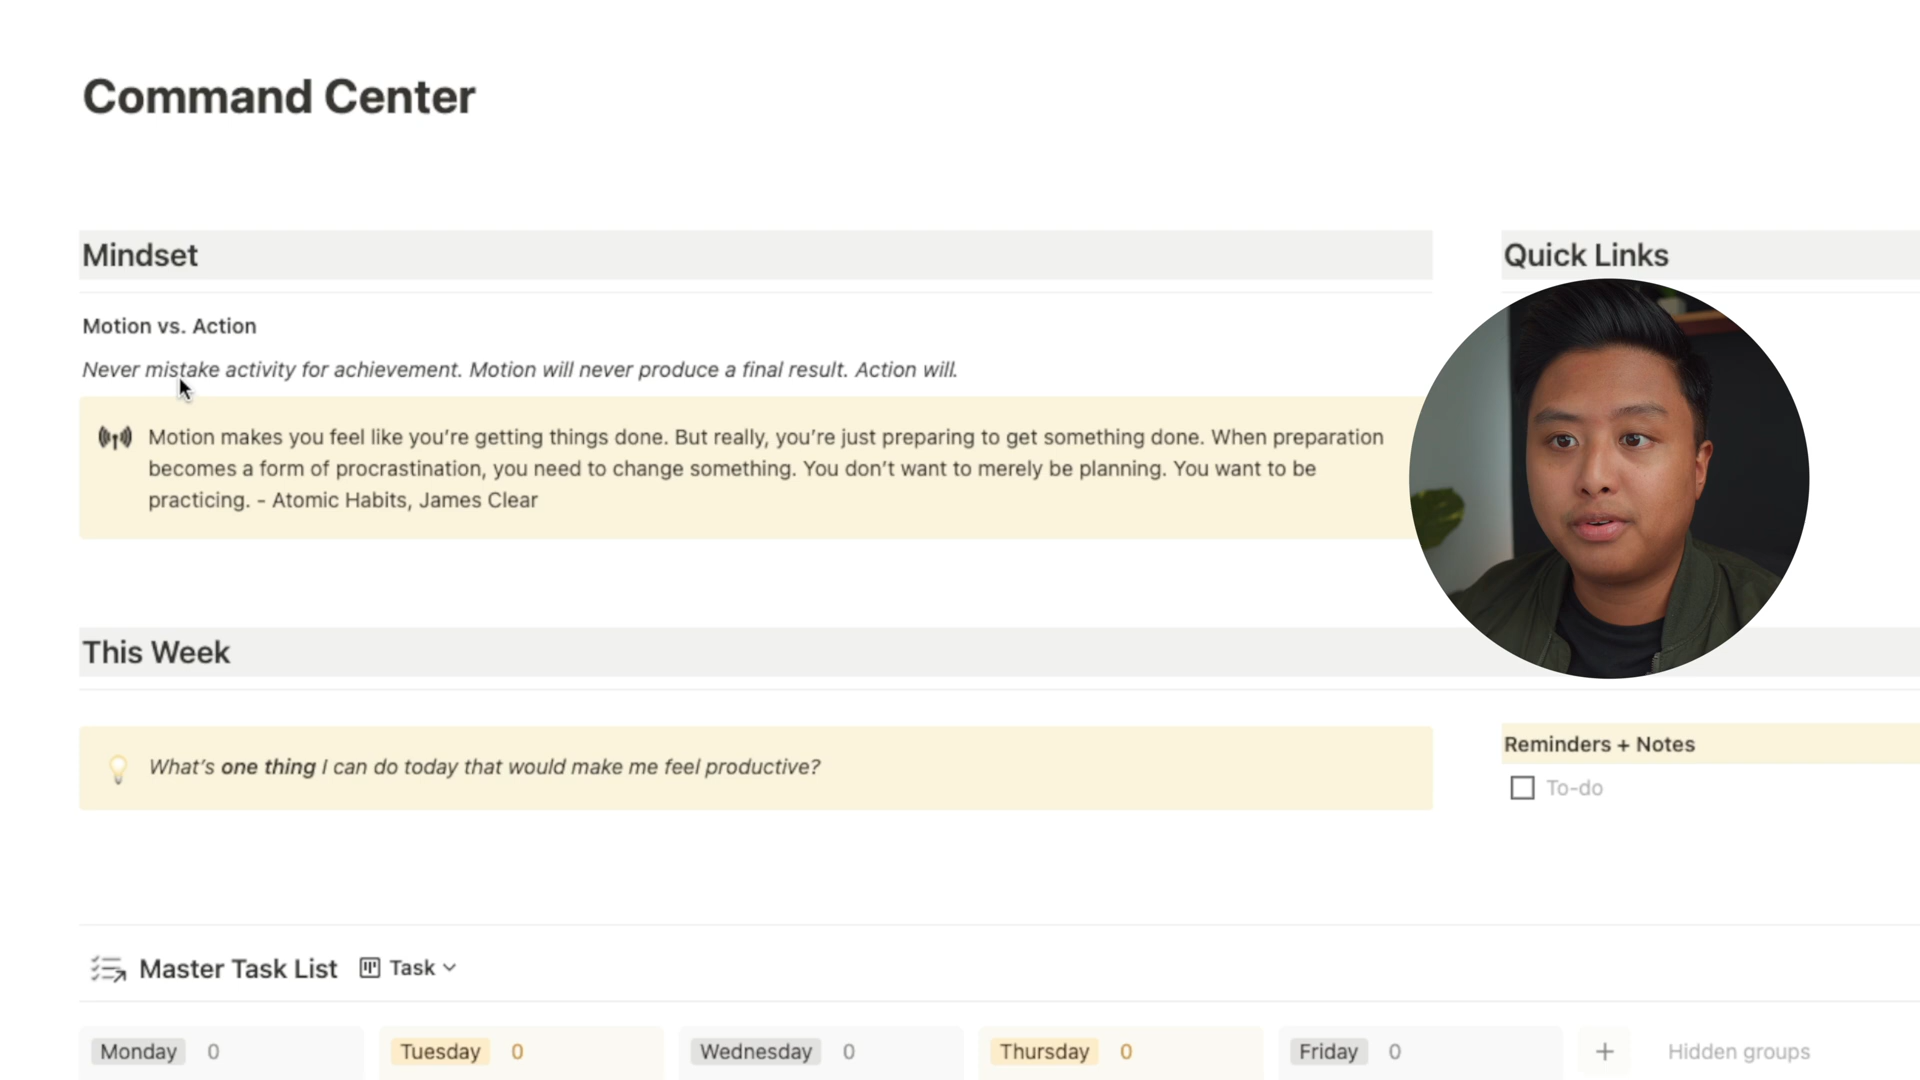 Command Center
Mindset
Quick Links
Motion vs. Action
Never mistake activity for achievement. Motion will never produce a final result. Action will.
Motion makes you feel like you’re getting things done. But really, you’re just preparing to get something done. When preparation
becomes a form of procrastination, you need to change something. You don’t want to merely be planning. You want to be
practicing. - Atomic Habits, James Clear
This Week
What’s one thing I can do today that would make me feel productive?
Reminders + Notes
To-do
Master Task List Task
Monday 0 Tuesday 0 Wednesday 0 Thursday 0 Friday 0 + Hidden groups